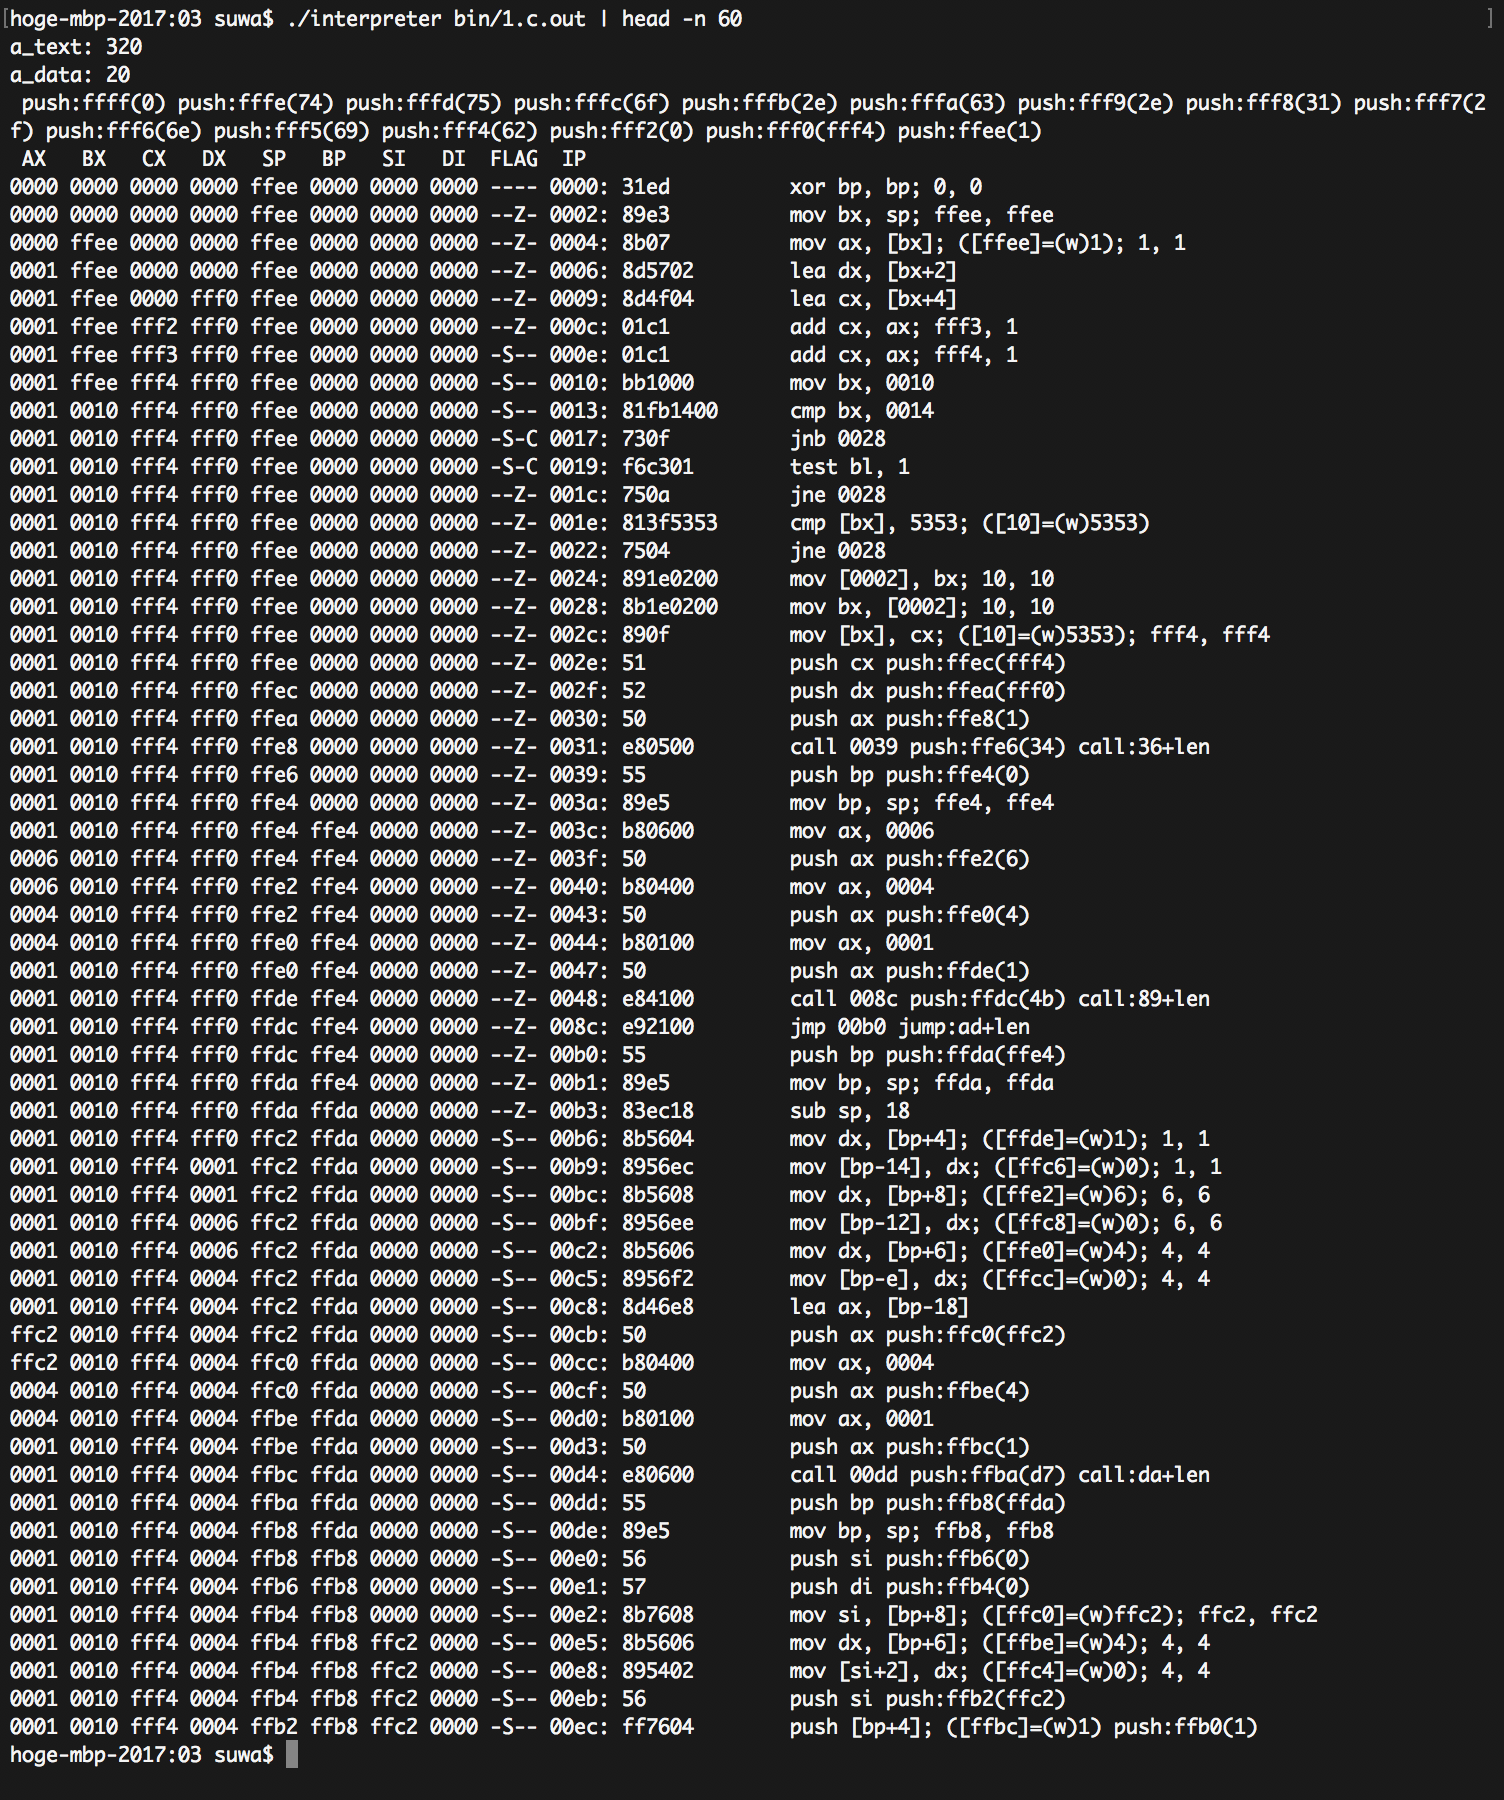 [hoge-mbp-2017:03 suwa$ ./interpreter bin/1.c.out | head -n 60 ]
a_text: 320
a_data: 20
 push:ffff(0) push:fffe(74) push:fffd(75) push:fffc(6f) push:fffb(2e) push:fffa(63) push:fff9(2e) push:fff8(31) push:fff7(2
f) push:fff6(6e) push:fff5(69) push:fff4(62) push:fff2(0) push:fff0(fff4) push:ffee(1)
 AX   BX   CX   DX   SP   BP   SI   DI  FLAG  IP
0000 0000 0000 0000 ffee 0000 0000 0000 ---- 0000: 31ed          xor bp, bp; 0, 0
0000 0000 0000 0000 ffee 0000 0000 0000 --Z- 0002: 89e3          mov bx, sp; ffee, ffee
0000 ffee 0000 0000 ffee 0000 0000 0000 --Z- 0004: 8b07          mov ax, [bx]; ([ffee]=(w)1); 1, 1
0001 ffee 0000 0000 ffee 0000 0000 0000 --Z- 0006: 8d5702        lea dx, [bx+2]
0001 ffee 0000 fff0 ffee 0000 0000 0000 --Z- 0009: 8d4f04        lea cx, [bx+4]
0001 ffee fff2 fff0 ffee 0000 0000 0000 --Z- 000c: 01c1          add cx, ax; fff3, 1
0001 ffee fff3 fff0 ffee 0000 0000 0000 -S-- 000e: 01c1          add cx, ax; fff4, 1
0001 ffee fff4 fff0 ffee 0000 0000 0000 -S-- 0010: bb1000        mov bx, 0010
0001 0010 fff4 fff0 ffee 0000 0000 0000 -S-- 0013: 81fb1400      cmp bx, 0014
0001 0010 fff4 fff0 ffee 0000 0000 0000 -S-C 0017: 730f          jnb 0028
0001 0010 fff4 fff0 ffee 0000 0000 0000 -S-C 0019: f6c301        test bl, 1
0001 0010 fff4 fff0 ffee 0000 0000 0000 --Z- 001c: 750a          jne 0028
0001 0010 fff4 fff0 ffee 0000 0000 0000 --Z- 001e: 813f5353      cmp [bx], 5353; ([10]=(w)5353)
0001 0010 fff4 fff0 ffee 0000 0000 0000 --Z- 0022: 7504          jne 0028
0001 0010 fff4 fff0 ffee 0000 0000 0000 --Z- 0024: 891e0200      mov [0002], bx; 10, 10
0001 0010 fff4 fff0 ffee 0000 0000 0000 --Z- 0028: 8b1e0200      mov bx, [0002]; 10, 10
0001 0010 fff4 fff0 ffee 0000 0000 0000 --Z- 002c: 890f          mov [bx], cx; ([10]=(w)5353); fff4, fff4
0001 0010 fff4 fff0 ffee 0000 0000 0000 --Z- 002e: 51            push cx push:ffec(fff4)
0001 0010 fff4 fff0 ffec 0000 0000 0000 --Z- 002f: 52            push dx push:ffea(fff0)
0001 0010 fff4 fff0 ffea 0000 0000 0000 --Z- 0030: 50            push ax push:ffe8(1)
0001 0010 fff4 fff0 ffe8 0000 0000 0000 --Z- 0031: e80500        call 0039 push:ffe6(34) call:36+len
0001 0010 fff4 fff0 ffe6 0000 0000 0000 --Z- 0039: 55            push bp push:ffe4(0)
0001 0010 fff4 fff0 ffe4 0000 0000 0000 --Z- 003a: 89e5          mov bp, sp; ffe4, ffe4
0001 0010 fff4 fff0 ffe4 ffe4 0000 0000 --Z- 003c: b80600        mov ax, 0006
0006 0010 fff4 fff0 ffe4 ffe4 0000 0000 --Z- 003f: 50            push ax push:ffe2(6)
0006 0010 fff4 fff0 ffe2 ffe4 0000 0000 --Z- 0040: b80400        mov ax, 0004
0004 0010 fff4 fff0 ffe2 ffe4 0000 0000 --Z- 0043: 50            push ax push:ffe0(4)
0004 0010 fff4 fff0 ffe0 ffe4 0000 0000 --Z- 0044: b80100        mov ax, 0001
0001 0010 fff4 fff0 ffe0 ffe4 0000 0000 --Z- 0047: 50            push ax push:ffde(1)
0001 0010 fff4 fff0 ffde ffe4 0000 0000 --Z- 0048: e84100        call 008c push:ffdc(4b) call:89+len
0001 0010 fff4 fff0 ffdc ffe4 0000 0000 --Z- 008c: e92100        jmp 00b0 jump:ad+len
0001 0010 fff4 fff0 ffdc ffe4 0000 0000 --Z- 00b0: 55            push bp push:ffda(ffe4)
0001 0010 fff4 fff0 ffda ffe4 0000 0000 --Z- 00b1: 89e5          mov bp, sp; ffda, ffda
0001 0010 fff4 fff0 ffda ffda 0000 0000 --Z- 00b3: 83ec18        sub sp, 18
0001 0010 fff4 fff0 ffc2 ffda 0000 0000 -S-- 00b6: 8b5604        mov dx, [bp+4]; ([ffde]=(w)1); 1, 1
0001 0010 fff4 0001 ffc2 ffda 0000 0000 -S-- 00b9: 8956ec        mov [bp-14], dx; ([ffc6]=(w)0); 1, 1
0001 0010 fff4 0001 ffc2 ffda 0000 0000 -S-- 00bc: 8b5608        mov dx, [bp+8]; ([ffe2]=(w)6); 6, 6
0001 0010 fff4 0006 ffc2 ffda 0000 0000 -S-- 00bf: 8956ee        mov [bp-12], dx; ([ffc8]=(w)0); 6, 6
0001 0010 fff4 0006 ffc2 ffda 0000 0000 -S-- 00c2: 8b5606        mov dx, [bp+6]; ([ffe0]=(w)4); 4, 4
0001 0010 fff4 0004 ffc2 ffda 0000 0000 -S-- 00c5: 8956f2        mov [bp-e], dx; ([ffcc]=(w)0); 4, 4
0001 0010 fff4 0004 ffc2 ffda 0000 0000 -S-- 00c8: 8d46e8        lea ax, [bp-18]
ffc2 0010 fff4 0004 ffc2 ffda 0000 0000 -S-- 00cb: 50            push ax push:ffc0(ffc2)
ffc2 0010 fff4 0004 ffc0 ffda 0000 0000 -S-- 00cc: b80400        mov ax, 0004
0004 0010 fff4 0004 ffc0 ffda 0000 0000 -S-- 00cf: 50            push ax push:ffbe(4)
0004 0010 fff4 0004 ffbe ffda 0000 0000 -S-- 00d0: b80100        mov ax, 0001
0001 0010 fff4 0004 ffbe ffda 0000 0000 -S-- 00d3: 50            push ax push:ffbc(1)
0001 0010 fff4 0004 ffbc ffda 0000 0000 -S-- 00d4: e80600        call 00dd push:ffba(d7) call:da+len
0001 0010 fff4 0004 ffba ffda 0000 0000 -S-- 00dd: 55            push bp push:ffb8(ffda)
0001 0010 fff4 0004 ffb8 ffda 0000 0000 -S-- 00de: 89e5          mov bp, sp; ffb8, ffb8
0001 0010 fff4 0004 ffb8 ffb8 0000 0000 -S-- 00e0: 56            push si push:ffb6(0)
0001 0010 fff4 0004 ffb6 ffb8 0000 0000 -S-- 00e1: 57            push di push:ffb4(0)
0001 0010 fff4 0004 ffb4 ffb8 0000 0000 -S-- 00e2: 8b7608        mov si, [bp+8]; ([ffc0]=(w)ffc2); ffc2, ffc2
0001 0010 fff4 0004 ffb4 ffb8 ffc2 0000 -S-- 00e5: 8b5606        mov dx, [bp+6]; ([ffbe]=(w)4); 4, 4
0001 0010 fff4 0004 ffb4 ffb8 ffc2 0000 -S-- 00e8: 895402        mov [si+2], dx; ([ffc4]=(w)0); 4, 4
0001 0010 fff4 0004 ffb4 ffb8 ffc2 0000 -S-- 00eb: 56            push si push:ffb2(ffc2)
0001 0010 fff4 0004 ffb2 ffb8 ffc2 0000 -S-- 00ec: ff7604        push [bp+4]; ([ffbc]=(w)1) push:ffb0(1)
hoge-mbp-2017:03 suwa$